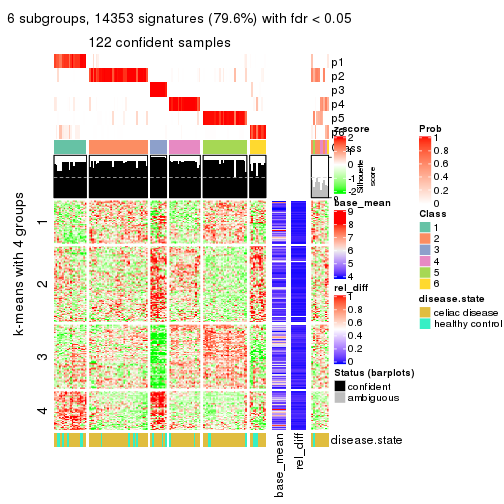 6 subgroups, 14353 signatures (79.6%) with fdr < 0.05
122 confident samples
p1
p2
p3
p4
p5
Silhouette
score
k-means with 4 groups
1
2
3
4
base_mean
rel_diff
disease.state
z-score
2
1
0
-1
-2
base_mean
9
8
7
6
5
4
rel_diff
1
0.8
0.6
0.4
0.2
0
Status (barplots)
confident
ambiguous
Prob
1
0.8
0.6
0.4
0.2
0
Class
1
2
3
4
5
6
disease.state
celiac disease
healthy control